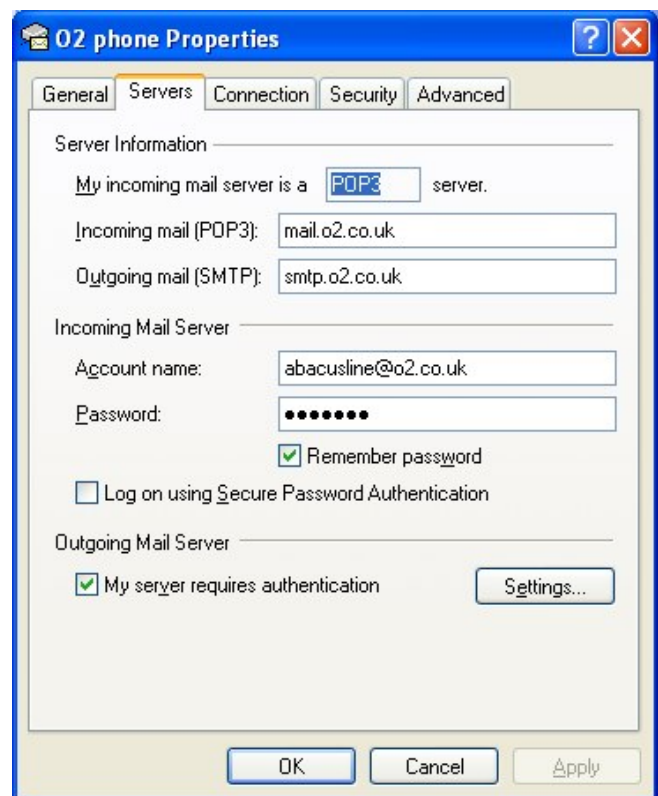 O2 phone Properties
General Servers Connection Security Advanced
Server Information
My incoming mail server is a POP3 server.
Incoming mail (POP3): mail.o2.co.uk
Outgoing mail (SMTP): smtp.o2.co.uk
Incoming Mail Server
Account name: abacusline@o2.co.uk
Password: ●●●●●●●
Remember password
Log on using Secure Password Authentication
Outgoing Mail Server
My server requires authentication Settings...
OK Cancel Apply